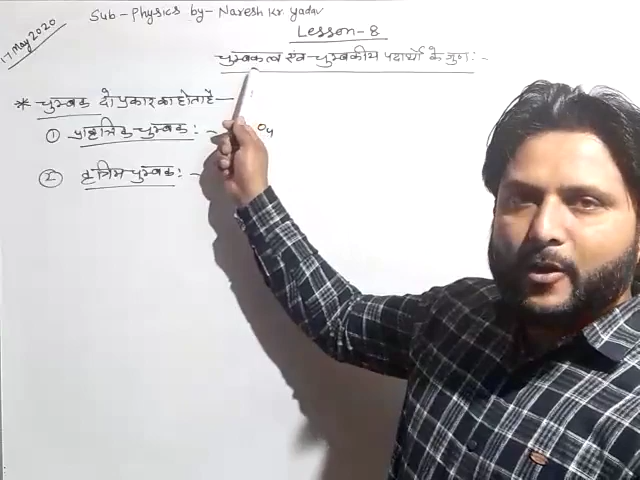 17 May 2020
Sub-Physics by- Naresh Kr. Yadav
Lesson-8
चुम्बकत्व एंव चुम्बकीय पदार्थो के गुण:-
* चुम्बक दो प्रकार का होता है-
① प्राकृत्रिक चुम्बक: -
② कृत्रिम चुम्बक: -